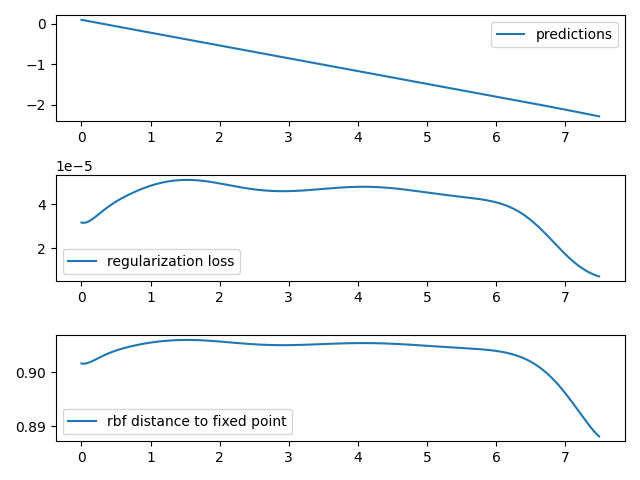 0
−1
−2
predictions
0 1 2 3 4 5 6 7
1e−5
4
2
regularization loss
0 1 2 3 4 5 6 7
0.90
0.89
rbf distance to fixed point
0 1 2 3 4 5 6 7